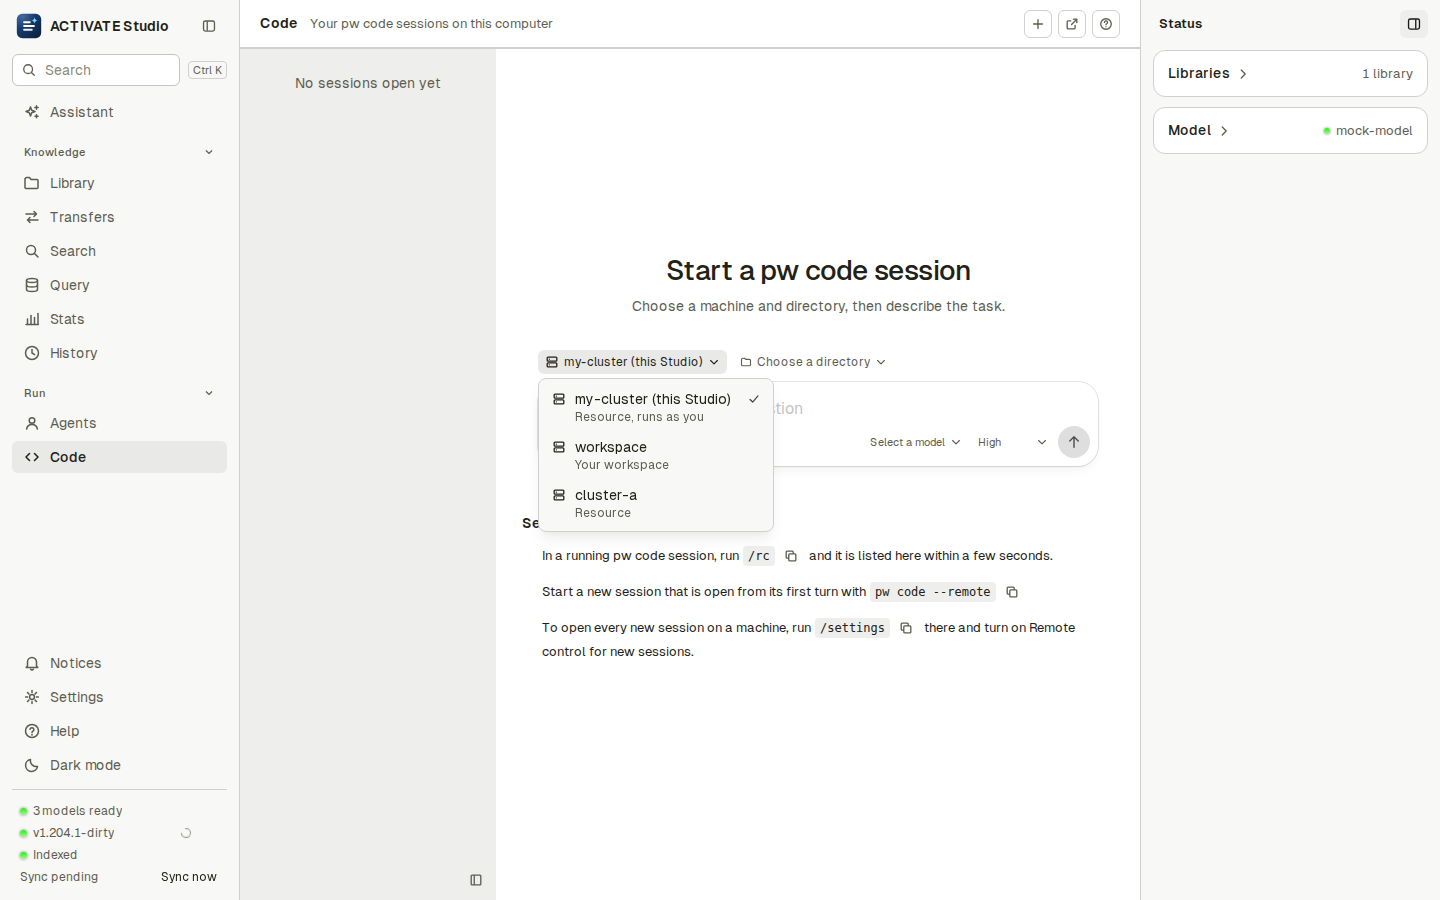 ACTIVATE Studio
Search
Ctrl K
Assistant
Knowledge
Library
Transfers
Search
Query
Stats
History
Run
Agents
Code
Notices
Settings
Help
Dark mode
3 models ready
v1.204.1-dirty
Indexed
Sync pending
Sync now
Code
Your pw code sessions on this computer
No sessions open yet
Start a pw code session
Choose a machine and directory, then describe the task.
my-cluster (this Studio)
Choose a directory
my-cluster (this Studio)
Resource, runs as you
workspace
Your workspace
cluster-a
Resource
Select a model
High
In a running pw code session, run /rc and it is listed here within a few seconds.
Start a new session that is open from its first turn with pw code --remote
To open every new session on a machine, run /settings there and turn on Remote
control for new sessions.
Status
Libraries
1 library
Model
mock-model